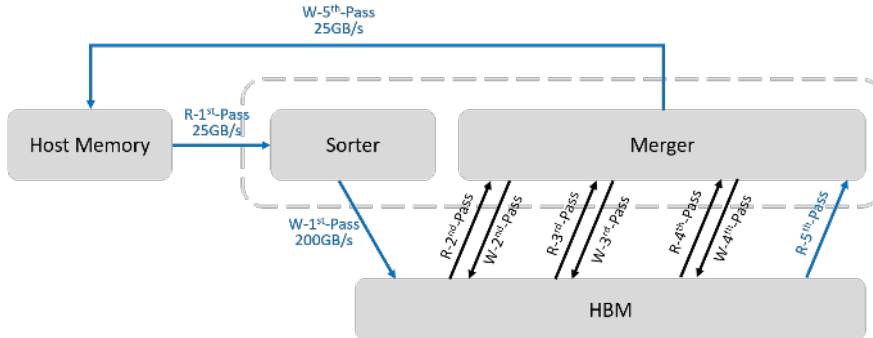 W-5th-Pass
25GB/s
R-1st-Pass
25GB/s
Host Memory
Sorter
Merger
W-1st-Pass
200GB/s
R-2nd-Pass
W-2nd-Pass
R-3rd-Pass
W-3rd-Pass
R-4th-Pass
W-4th-Pass
R-5th-Pass
HBM